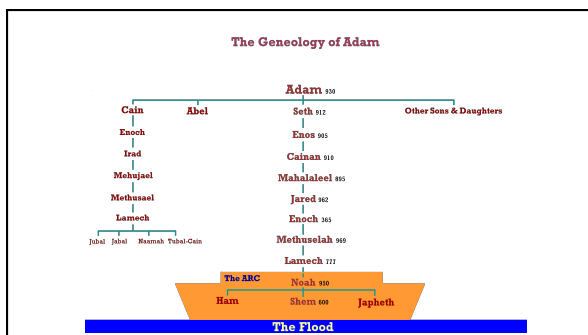 The Geneology of Adam
Adam 930
Cain Abel Seth 912 Other Sons & Daughters
Enoch Enos 905
Irad Cainan 910
Mehujael Mahalaleel 895
Methusael Jared 962
Lamech Enoch 365
Jubal Jabal Naamah Tubal-Cain Methuselah 969
Lamech 777
The ARC Noah 950
Ham Shem 600 Japheth
The Flood